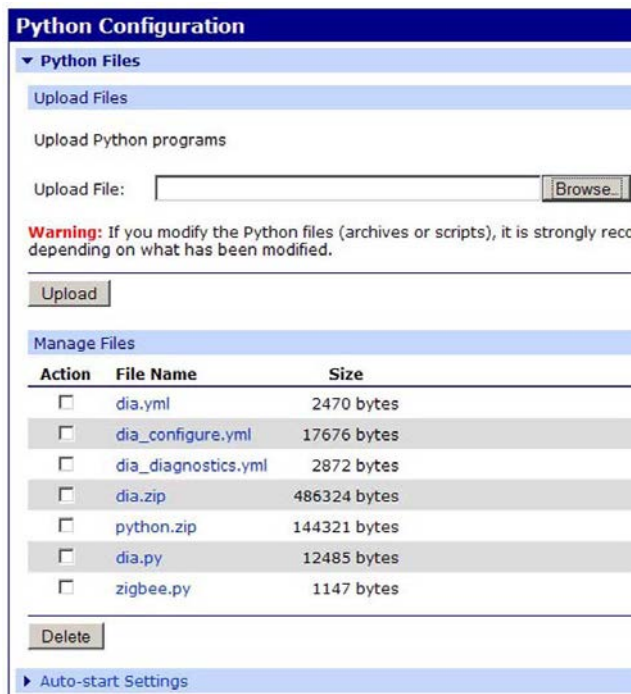 Python Configuration
Python Files
Upload Files
Upload Python programs
Upload File: Browse...
Warning: If you modify the Python files (archives or scripts), it is strongly reco
depending on what has been modified.
Upload
Manage Files
Action File Name Size
dia.yml 2470 bytes
dia_configure.yml 17676 bytes
dia_diagnostics.yml 2872 bytes
dia.zip 486324 bytes
python.zip 144321 bytes
dia.py 12485 bytes
zigbee.py 1147 bytes
Delete
Auto-start Settings